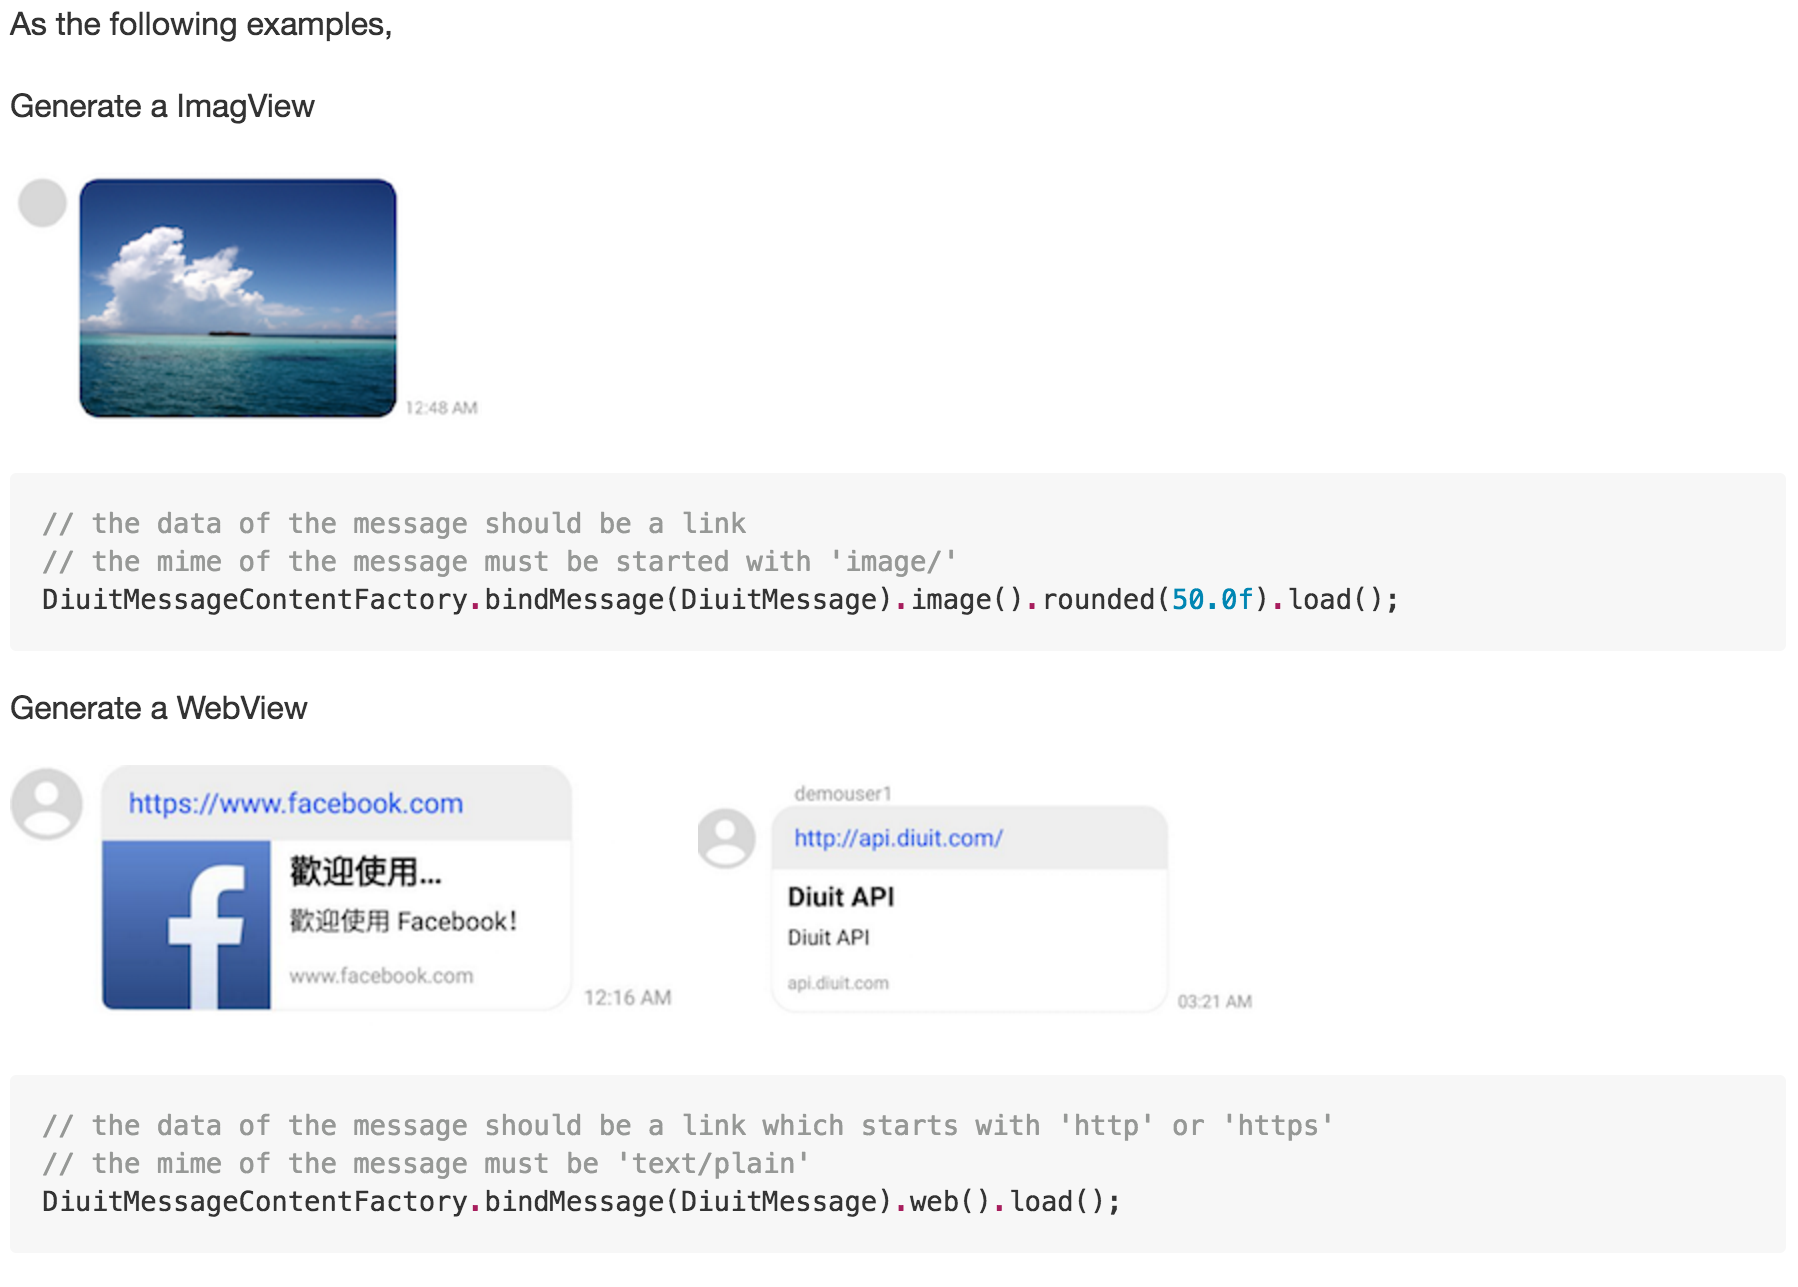 As the following examples,
Generate a ImagView
12:48 AM
// the data of the message should be a link
// the mime of the message must be started with 'image/'
DiuitMessageContentFactory.bindMessage(DiuitMessage).image().rounded(50.0f).load();
Generate a WebView
https://www.facebook.com
歡迎使用...
歡迎使用 Facebook!
www.facebook.com
12:16 AM
demouser1
http://api.diuit.com/
Diuit API
Diuit API
api.diuit.com
03:21 AM
// the data of the message should be a link which starts with 'http' or 'https'
// the mime of the message must be 'text/plain'
DiuitMessageContentFactory.bindMessage(DiuitMessage).web().load();